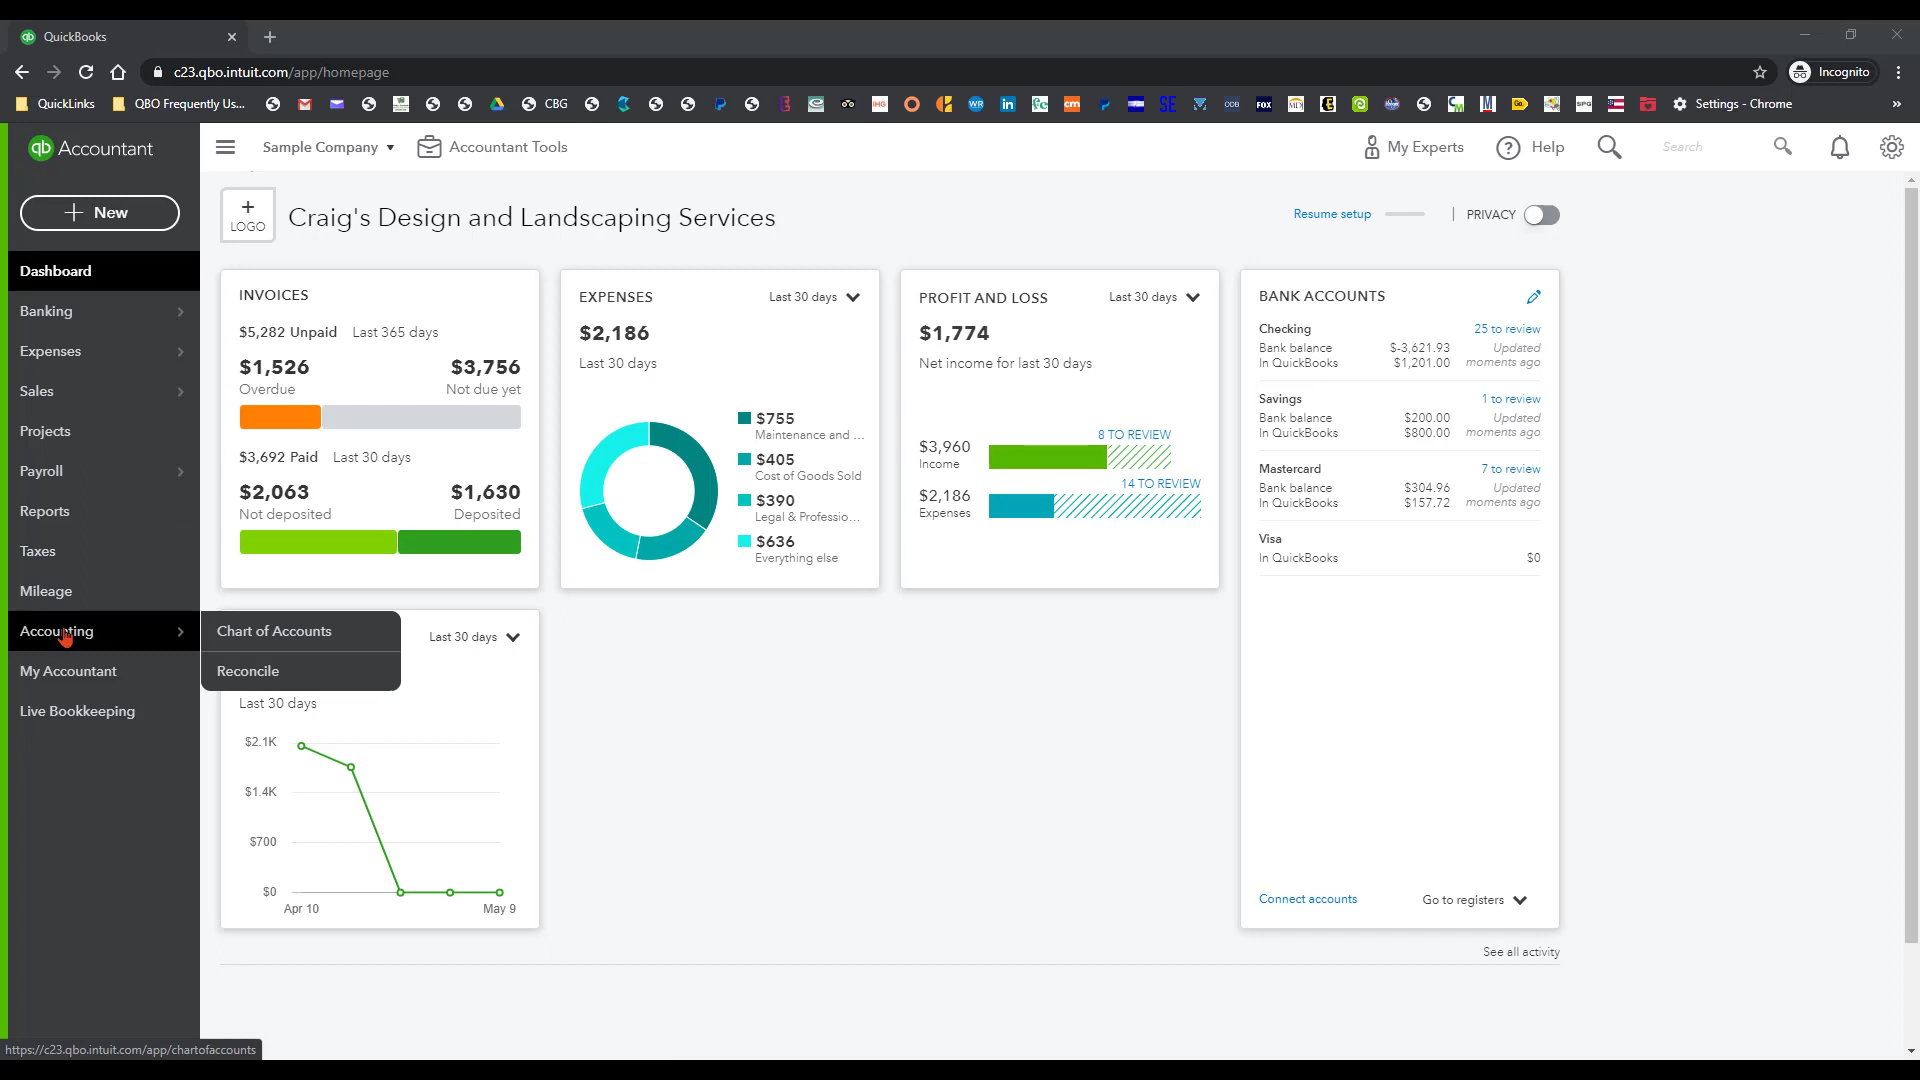 QuickBooks
c23.qbo.intuit.com/app/homepage
Incognito
QuickLinks
QBO Frequently Us...
CBG
Settings - Chrome
qb Accountant
Sample Company
Accountant Tools
My Experts
Help
Search
+ New
+
LOGO
Craig's Design and Landscaping Services
Resume setup
PRIVACY
Dashboard
Banking
Expenses
Sales
Projects
Payroll
Reports
Taxes
Mileage
Accounting
My Accountant
Live Bookkeeping
Chart of Accounts
Reconcile
INVOICES
$5,282 Unpaid Last 365 days
$1,526 $3,756
Overdue Not due yet
$3,692 Paid Last 30 days
$2,063 $1,630
Not deposited Deposited
EXPENSES Last 30 days
$2,186
Last 30 days
$755
Maintenance and ...
$405
Cost of Goods Sold
$390
Legal & Professio...
$636
Everything else
PROFIT AND LOSS Last 30 days
$1,774
Net income for last 30 days
8 TO REVIEW
$3,960
Income
14 TO REVIEW
$2,186
Expenses
BANK ACCOUNTS
Checking 25 to review
Bank balance $-3,621.93 Updated
In QuickBooks $1,201.00 moments ago
Savings 1 to review
Bank balance $200.00 Updated
In QuickBooks $800.00 moments ago
Mastercard 7 to review
Bank balance $304.96 Updated
In QuickBooks $157.72 moments ago
Visa
In QuickBooks $0
Connect accounts Go to registers
Last 30 days
Last 30 days
$2.1K
$1.4K
$700
$0
Apr 10 May 9
See all activity
https://c23.qbo.intuit.com/app/chartofaccounts